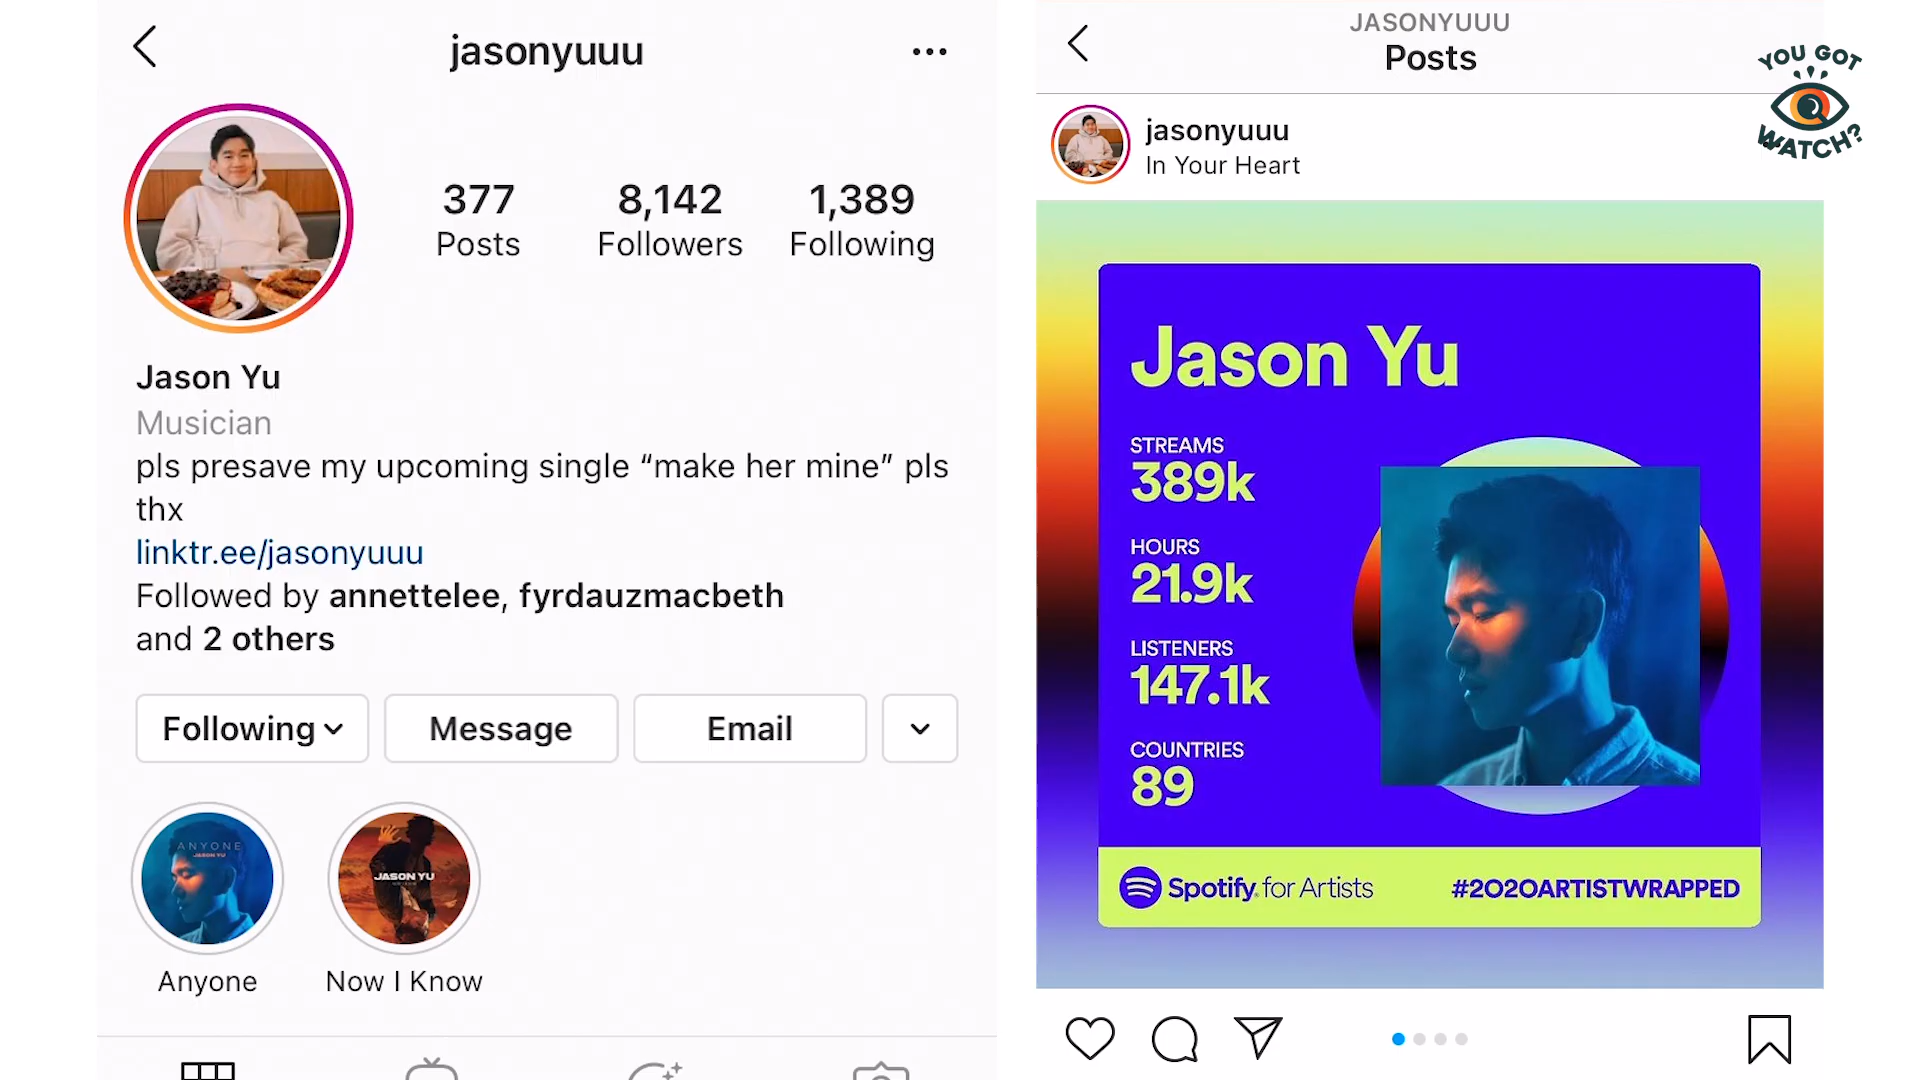 jasonyuuu
377
Posts
8,142
Followers
1,389
Following
Jason Yu
Musician
pls presave my upcoming single “make her mine” pls
thx
linktr.ee/jasonyuuu
Followed by annettelee, fyrdauzmacbeth
and 2 others
Following
Message
Email
ANYONE
JASON YU
JASON YU
Anyone
Now I Know
JASONYUUU
Posts
YOU GOT
WATCH?
jasonyuuu
In Your Heart
Jason Yu
STREAMS
389k
HOURS
21.9k
LISTENERS
147.1k
COUNTRIES
89
Spotify for Artists
#2020ARTISTWRAPPED